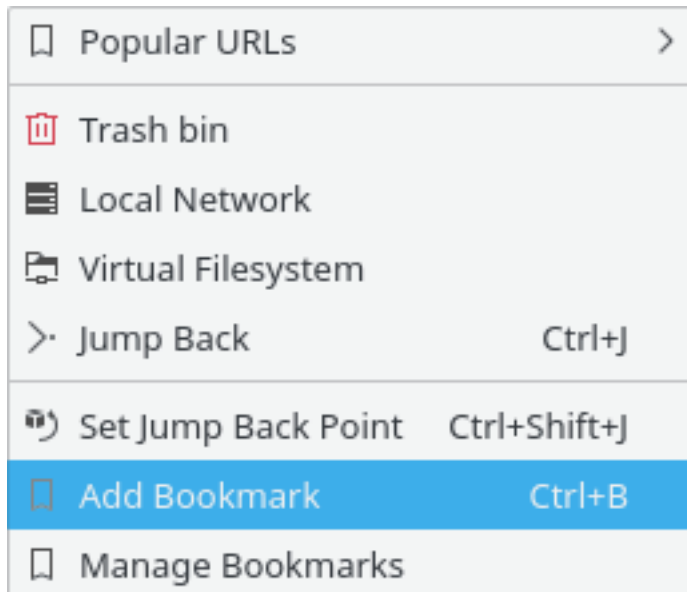 Popular URLs
Trash bin
Local Network
Virtual Filesystem
Jump Back Ctrl+J
Set Jump Back Point Ctrl+Shift+J
Add Bookmark Ctrl+B
Manage Bookmarks